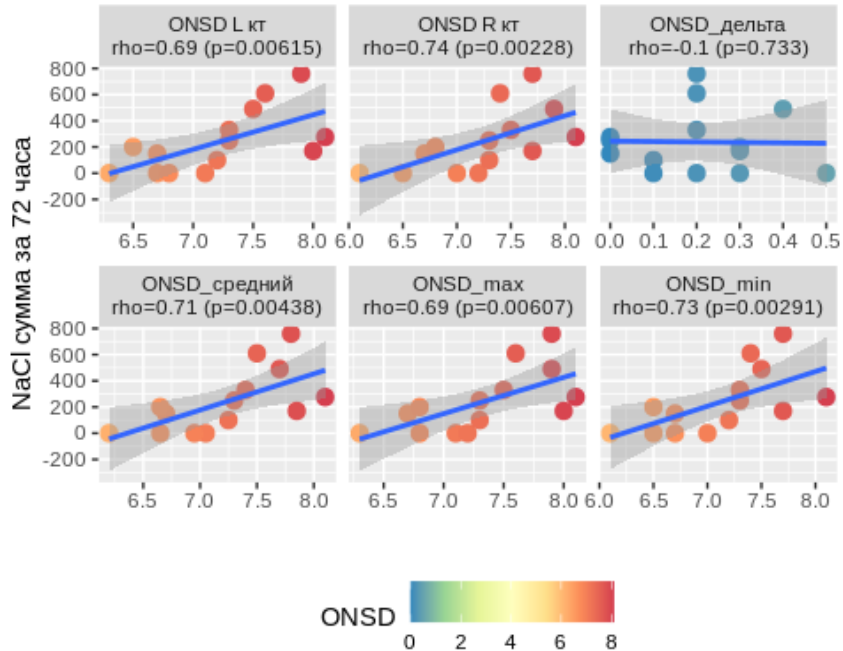 ONSD L кт
rho=0.69 (p=0.00615)
ONSD R кт
rho=0.74 (p=0.00228)
ONSD_дельта
rho=-0.1 (p=0.733)
800
600
400
200
0
-200
6.5 7.0 7.5 8.0
6.0 6.5 7.0 7.5 8.0
0.0 0.1 0.2 0.3 0.4 0.5
NaCl сумма за 72 часа
ONSD_средний
rho=0.71 (p=0.00438)
ONSD_max
rho=0.69 (p=0.00607)
ONSD_min
rho=0.73 (p=0.00291)
800
600
400
200
0
-200
6.5 7.0 7.5 8.0
6.5 7.0 7.5 8.0
6.0 6.5 7.0 7.5 8.0
ONSD
0 2 4 6 8